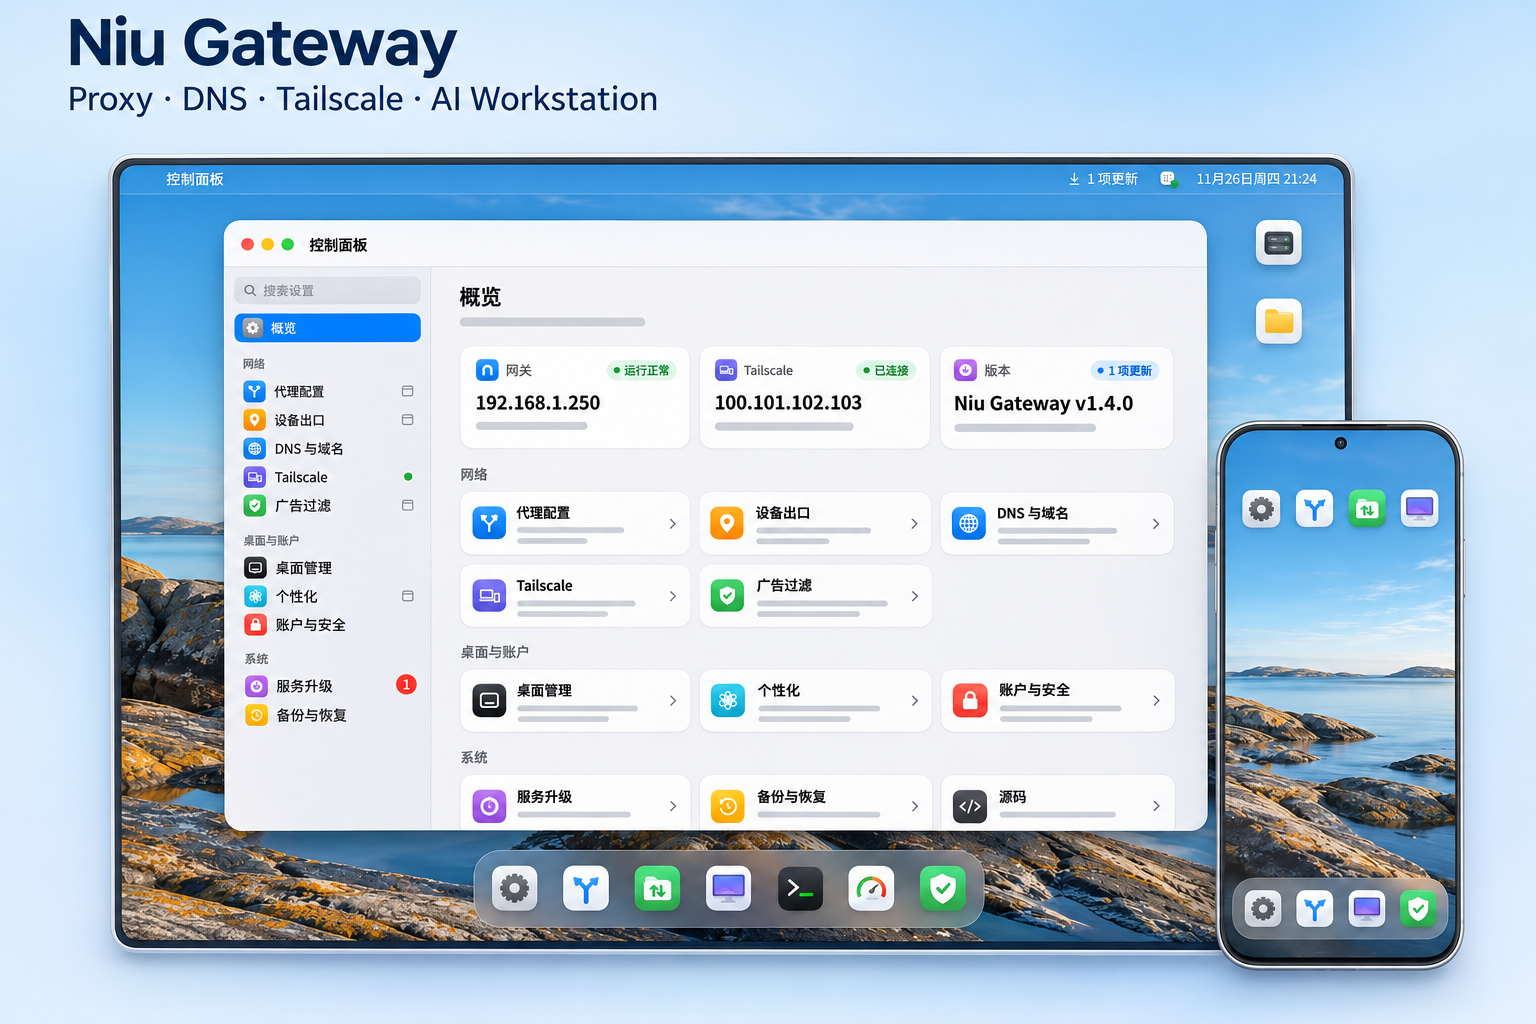 Niu Gateway
Proxy · DNS · Tailscale · AI Workstation
控制面板
1 项更新
11月26日周四 21:24
控制面板
搜索设置
概览
网络
代理配置
设备出口
DNS 与域名
Tailscale
广告过滤
桌面与账户
桌面管理
个性化
账户与安全
系统
服务升级
1
备份与恢复
概览
网关
运行正常
192.168.1.250
Tailscale
已连接
100.101.102.103
版本
1 项更新
Niu Gateway v1.4.0
网络
代理配置
设备出口
DNS 与域名
Tailscale
广告过滤
桌面与账户
桌面管理
个性化
账户与安全
系统
服务升级
备份与恢复
源码